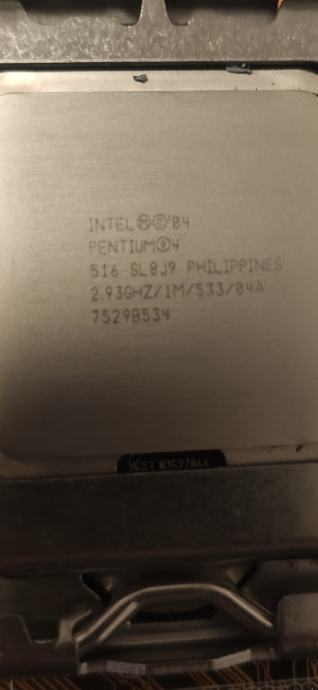 INTEL Ⓜ©'04
PENTIUM®4
516 SL8J9 PHILIPPINES
2.93GHZ/1M/533/04A
7529B534